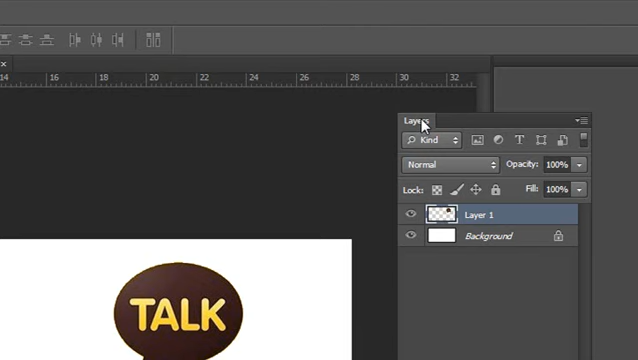 14 16 18 20 22 24 26 28 30 32
Layers
Kind
Normal Opacity: 100%
Lock: Fill: 100%
Layer 1
Background
TALK